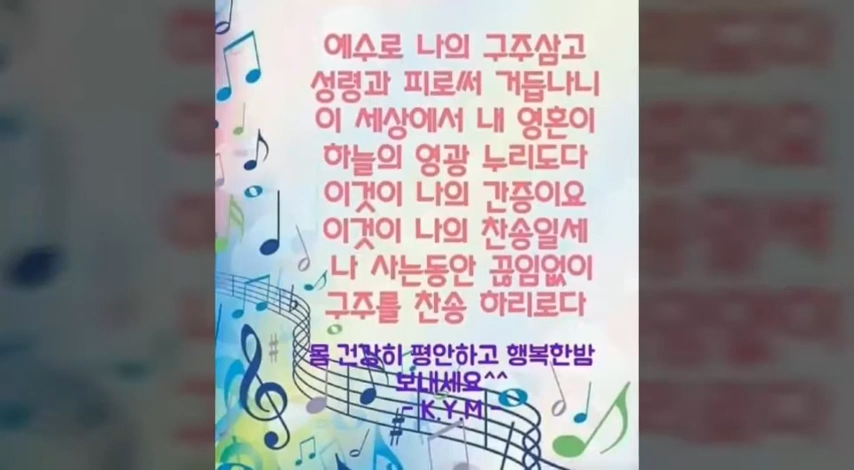 예수로 나의 구주삼고
성령과 피로써 거듭나니
이 세상에서 내 영혼이
하늘의 영광 누리도다
이것이 나의 간증이요
이것이 나의 찬송일세
나 사는동안 끊임없이
구주를 찬송 하리로다
몸 건강히 평안하고 행복한밤
보내세요^^
- K.Y.M -